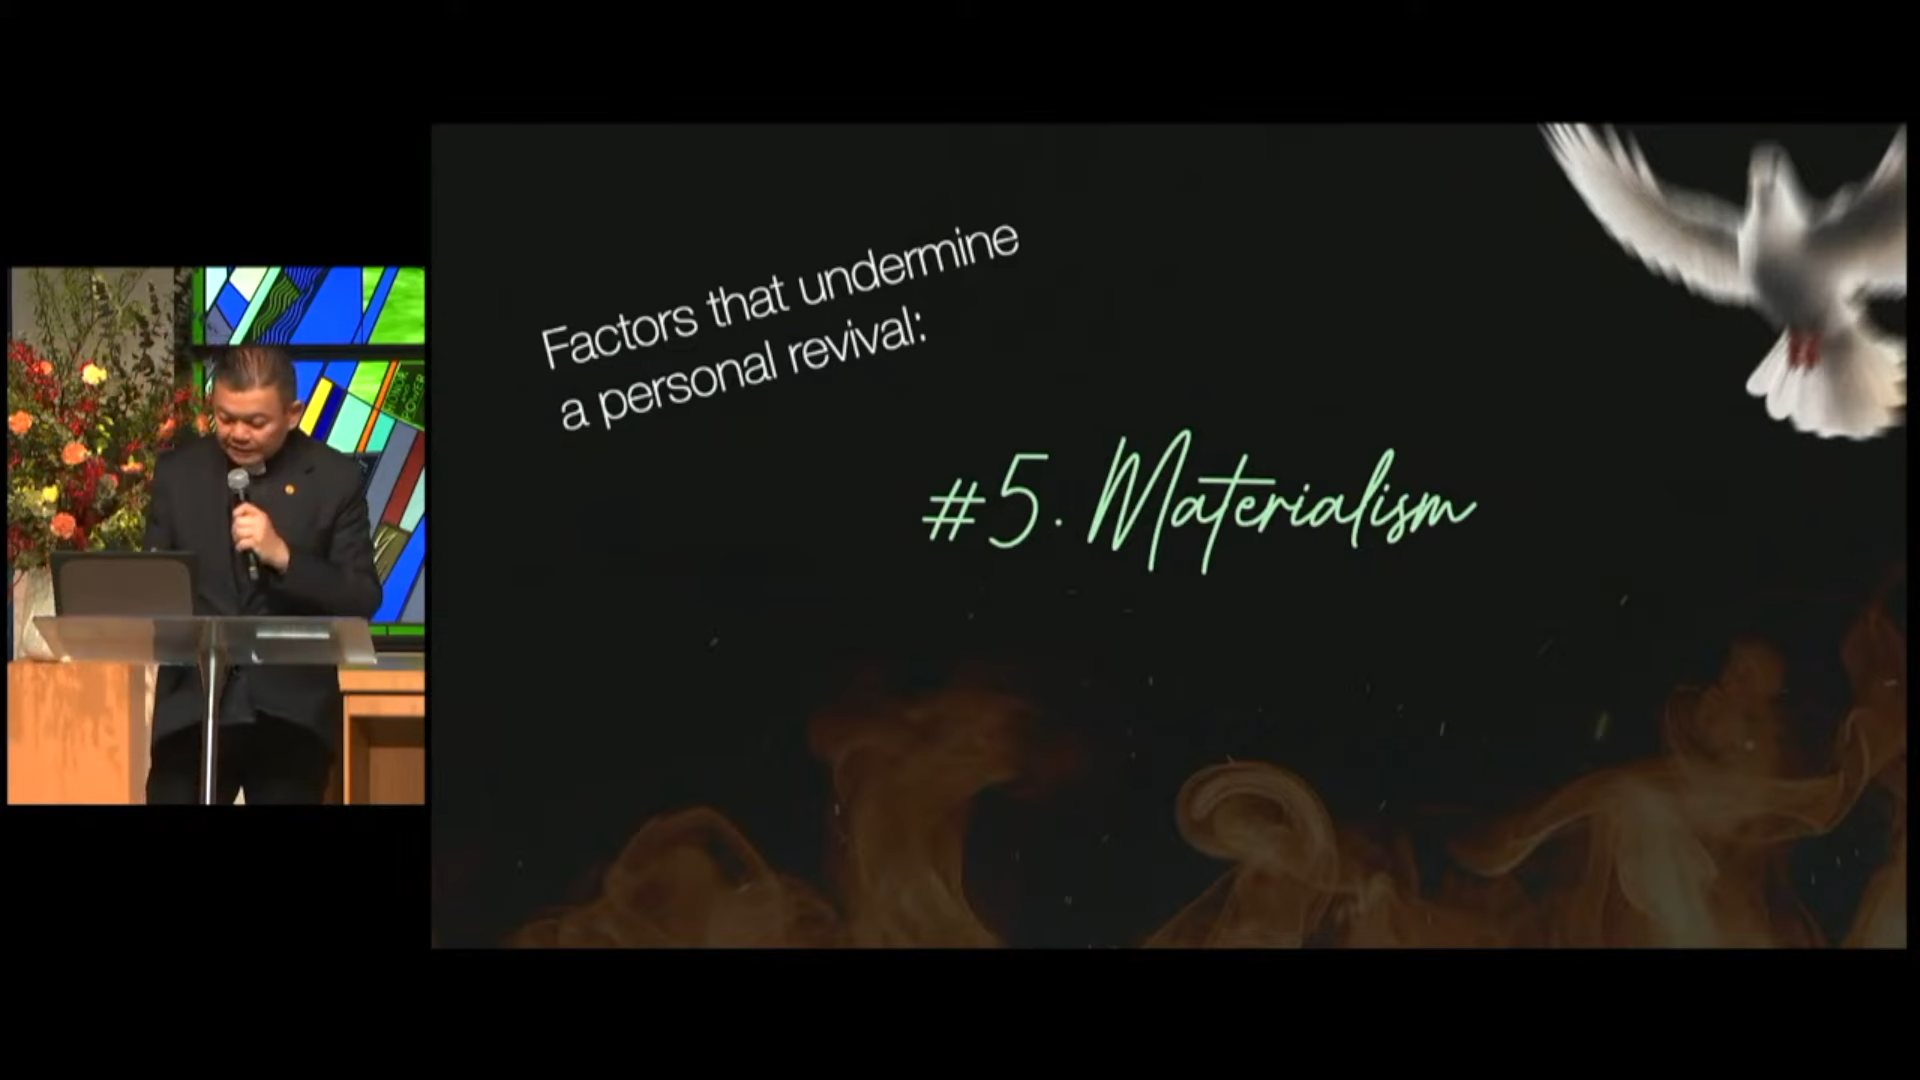 Factors that undermine
a personal revival:
#5. Materialism